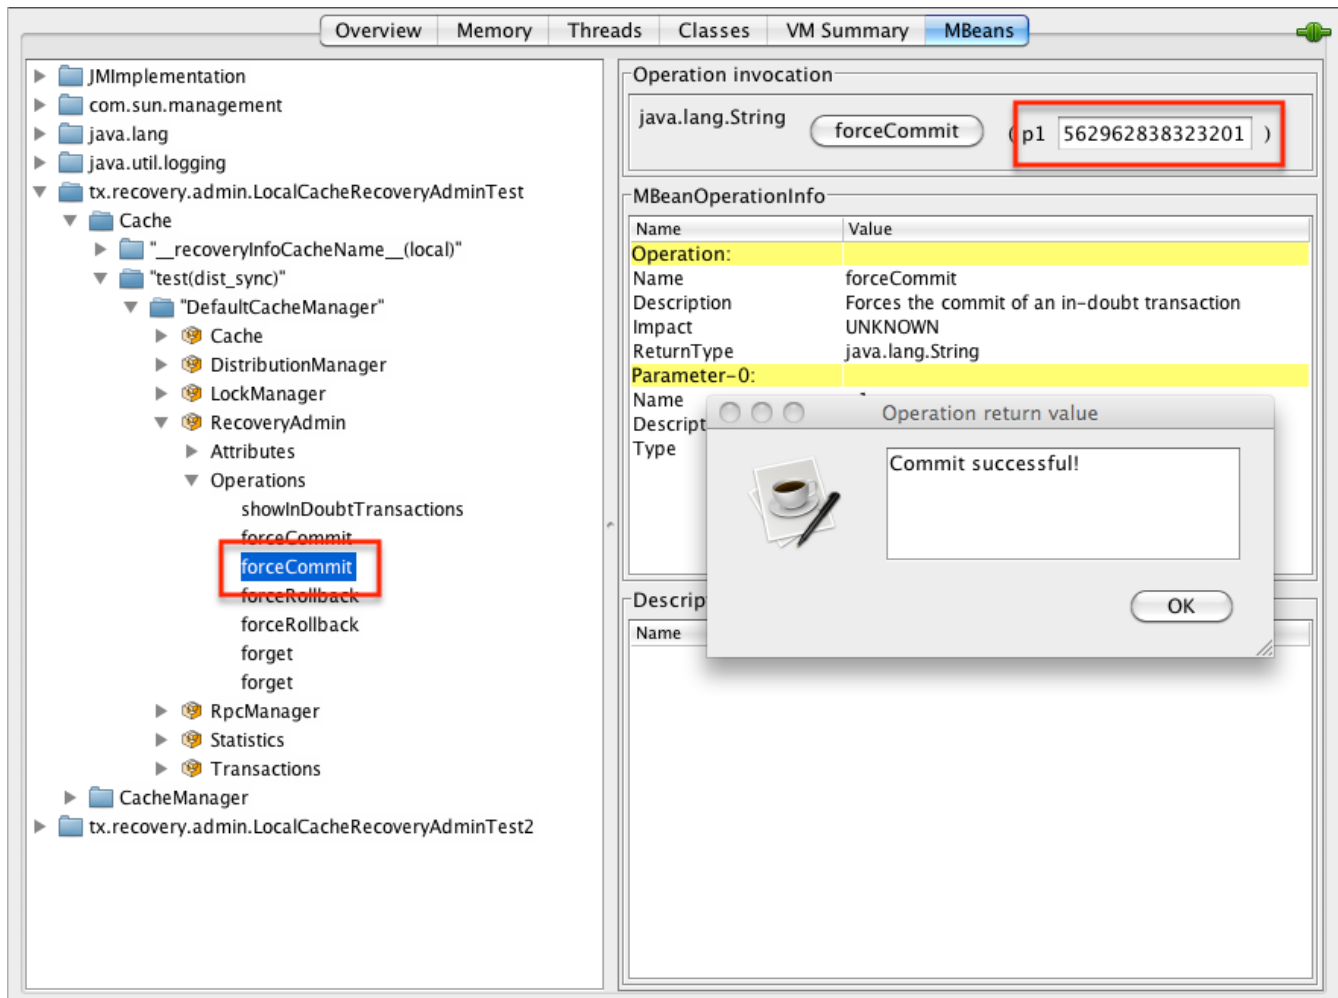 Overview Memory Threads Classes VM Summary MBeans
JMImplementation
com.sun.management
java.lang
java.util.logging
tx.recovery.admin.LocalCacheRecoveryAdminTest
Cache
"__recoveryInfoCacheName__(local)"
"test(dist_sync)"
"DefaultCacheManager"
Cache
DistributionManager
LockManager
RecoveryAdmin
Attributes
Operations
showInDoubtTransactions
forceCommit
forceCommit
forceRollback
forceRollback
forget
forget
RpcManager
Statistics
Transactions
CacheManager
tx.recovery.admin.LocalCacheRecoveryAdminTest2
Operation invocation
java.lang.String forceCommit ( p1 562962838323201 )
MBeanOperationInfo
Name Value
Operation:
Name forceCommit
Description Forces the commit of an in-doubt transaction
Impact UNKNOWN
ReturnType java.lang.String
Parameter-0:
Name
Descript
Type
Descrip
Name
Operation return value
Commit successful!
OK